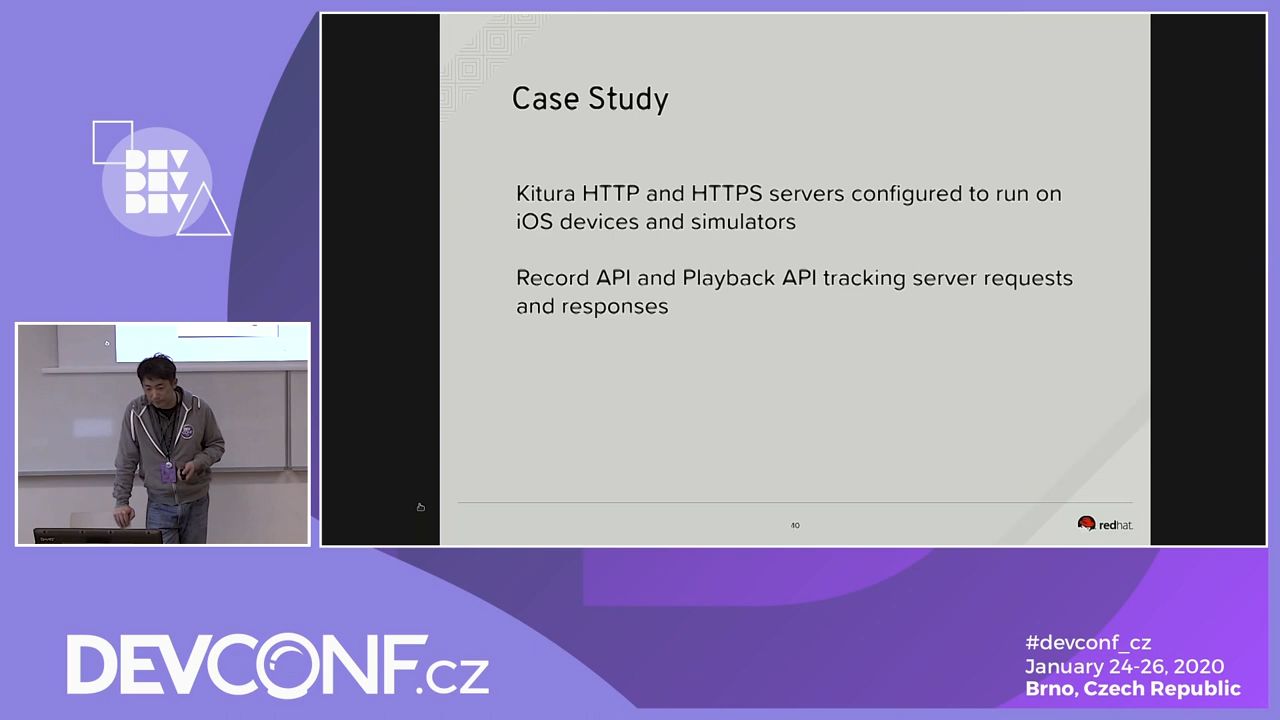 DEV
DEV
DEV
Case Study
Kitura HTTP and HTTPS servers configured to run on
iOS devices and simulators
Record API and Playback API tracking server requests
and responses
40
redhat.
DEVCONF.cz
#devconf_cz
January 24-26, 2020
Brno, Czech Republic